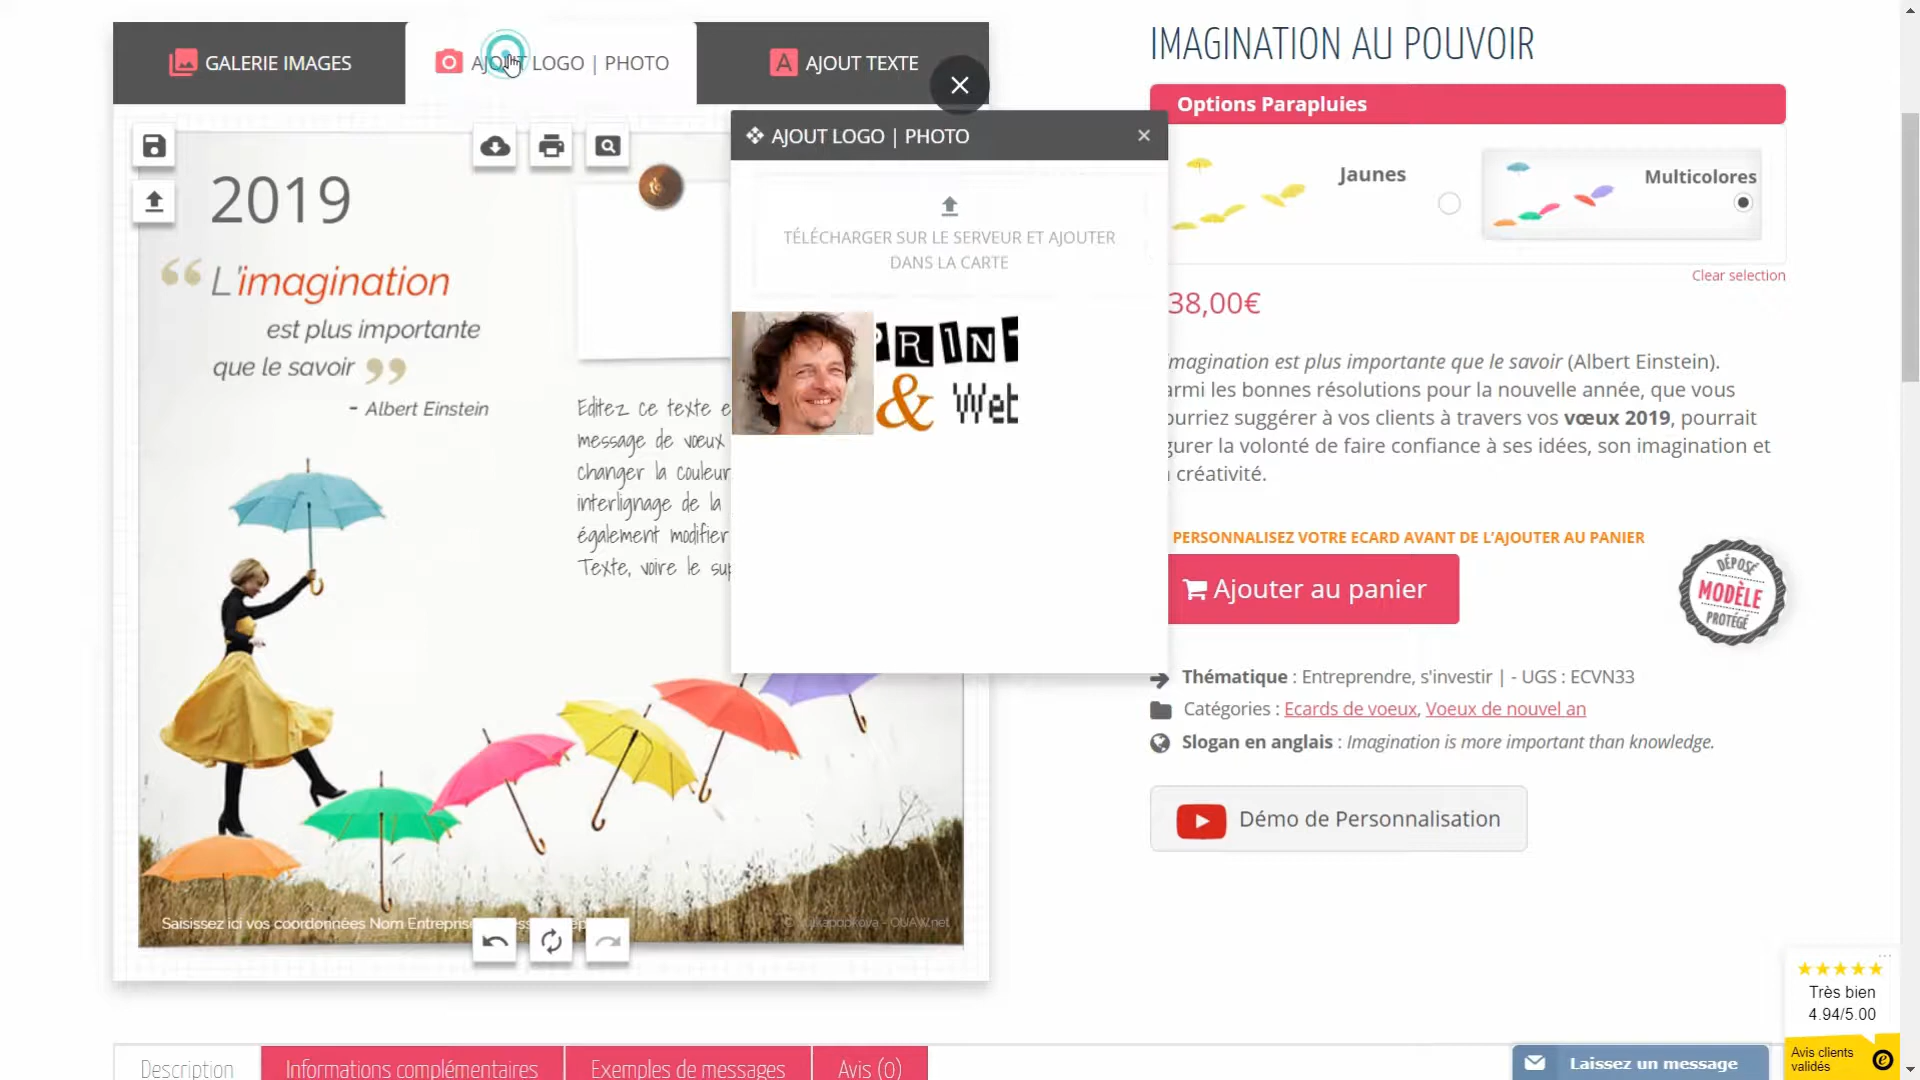 GALERIE IMAGES
AJOUT LOGO | PHOTO
AJOUT TEXTE
2019
“ L'imagination
est plus importante
que le savoir ”
- Albert Einstein
Editez ce texte e
message de vœux
changer la couleur
interlignage de la
également modifier
Texte, voire le su
Saisissez ici vos coordonnées Nom Entrepris
AJOUT LOGO | PHOTO
TÉLÉCHARGER SUR LE SERVEUR ET AJOUTER
DANS LA CARTE
PRINT
& Web
IMAGINATION AU POUVOIR
Options Parapluies
Jaunes
Multicolores
Clear selection
38,00€
imagination est plus importante que le savoir (Albert Einstein).
armi les bonnes résolutions pour la nouvelle année, que vous
ourriez suggérer à vos clients à travers vos vœux 2019, pourrait
gurer la volonté de faire confiance à ses idées, son imagination et
créativité.
PERSONNALISEZ VOTRE ECARD AVANT DE L'AJOUTER AU PANIER
Ajouter au panier
DÉPOSÉ
MODÈLE
PROTÉGÉ
Thématique : Entreprendre, s'investir | - UGS : ECVN33
Catégories : Ecards de voeux, Voeux de nouvel an
Slogan en anglais : Imagination is more important than knowledge.
Démo de Personnalisation
Description
Informations complémentaires
Exemples de messages
Avis (0)
Laissez un message
Très bien
4.94/5.00
Avis clients
validés